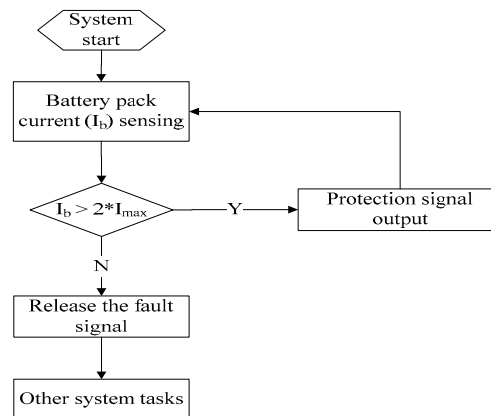 System
start
Battery pack
current (Ib) sensing
Ib > 2*Imax
Y
Protection signal
output
N
Release the fault
signal
Other system tasks